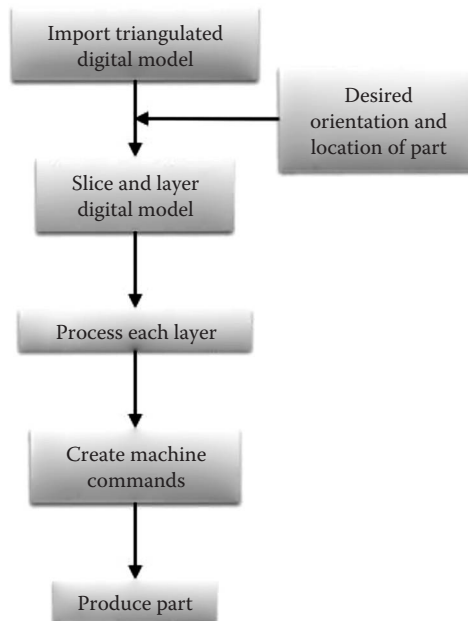 Import triangulated
digital model
Desired
orientation and
location of part
Slice and layer
digital model
Process each layer
Create machine
commands
Produce part